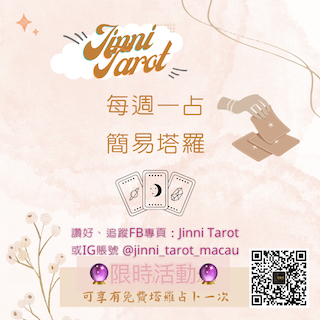 Jinni
Tarot
每週一占
簡易塔羅
讚好、追蹤FB專頁：Jinni Tarot
或IG帳號 @jinni_tarot_macau
🔮限時活動🔮
可享有免費塔羅占卜一次